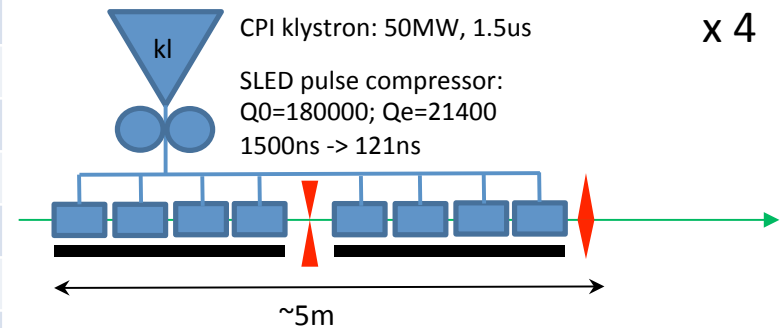 kl
CPI klystron: 50MW, 1.5us
x 4
SLED pulse compressor:
Q0=180000; Qe=21400
1500ns -> 121ns
~5m